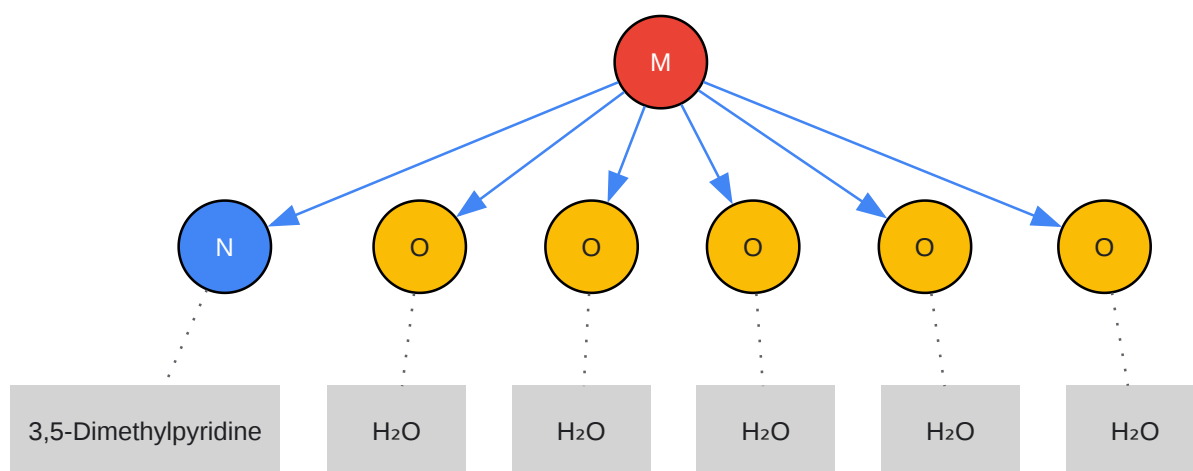 M
N O O O O O
3,5-Dimethylpyridine H₂O H₂O H₂O H₂O H₂O